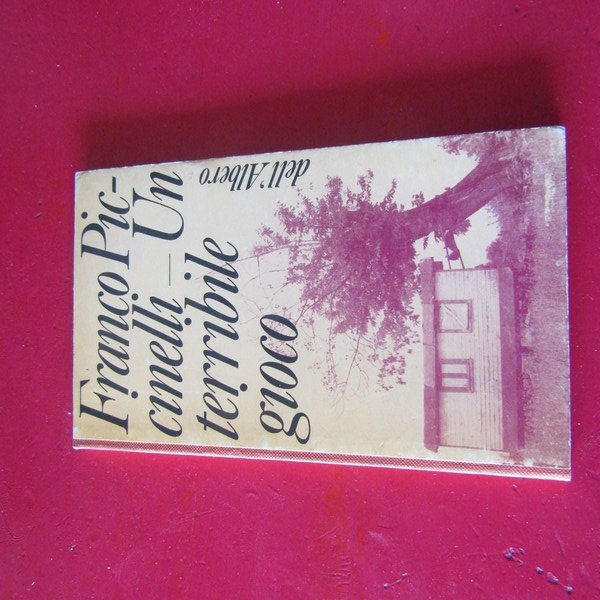 Franco Pic-
cinelli — Un
terribile
gioco
dell'Albero